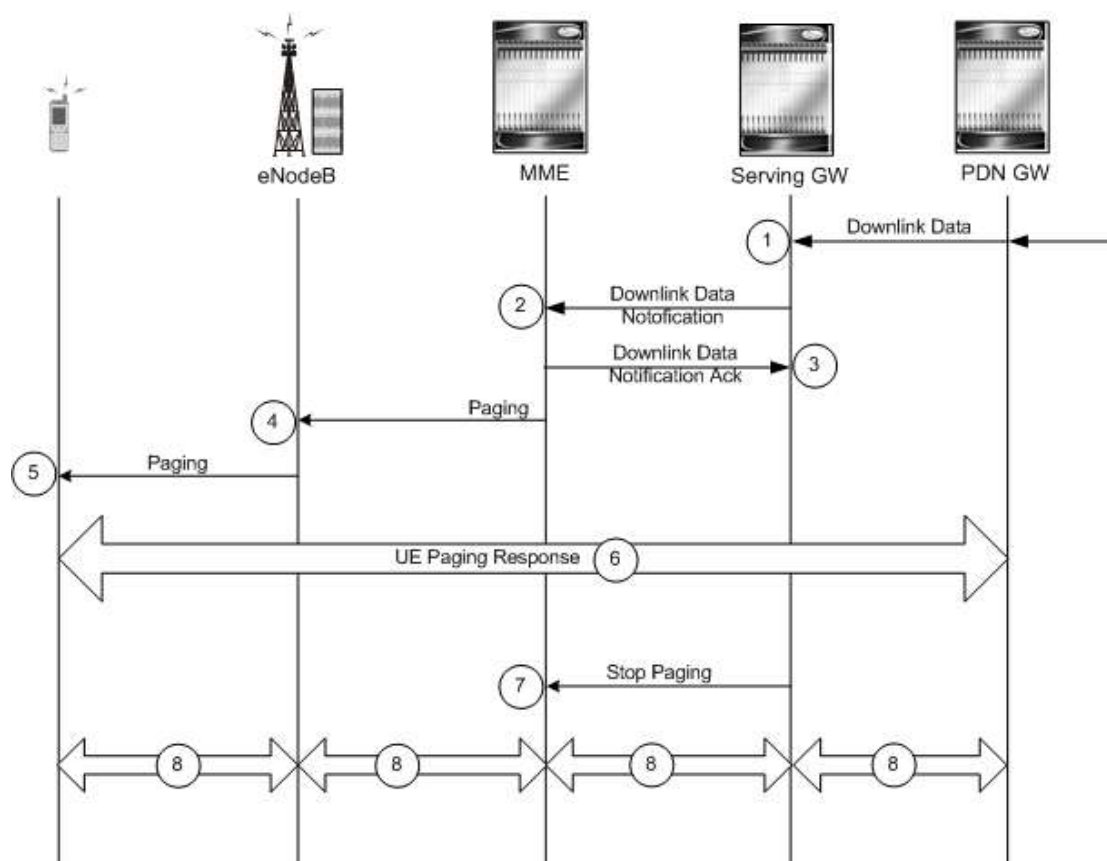 eNodeB
MME
Serving GW
PDN GW
1
Downlink Data
2
Downlink Data
Notofication
Downlink Data
Notification Ack
3
4
Paging
5
Paging
UE Paging Response
6
7
Stop Paging
8
8
8
8